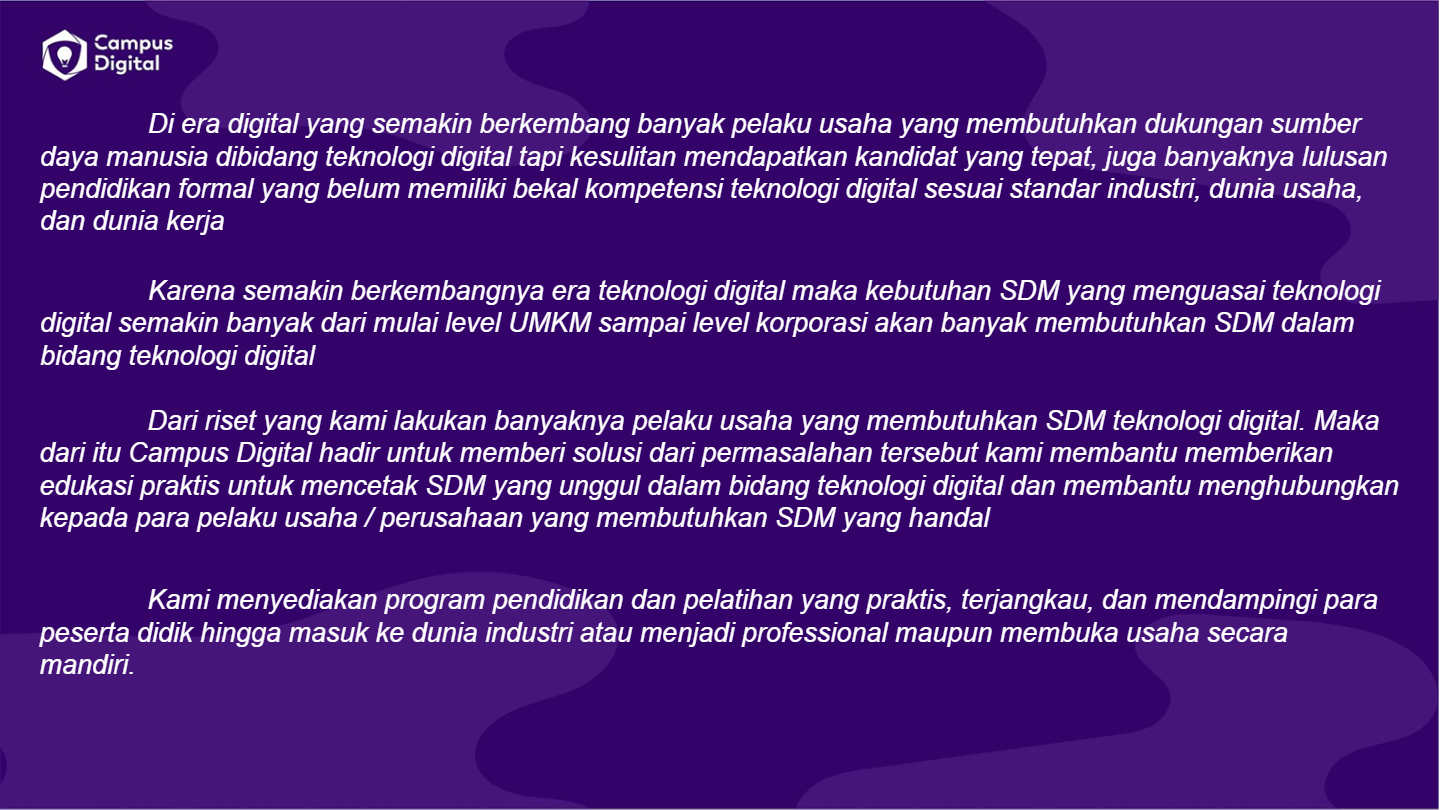 Campus
Digital
Di era digital yang semakin berkembang banyak pelaku usaha yang membutuhkan dukungan sumber
daya manusia dibidang teknologi digital tapi kesulitan mendapatkan kandidat yang tepat, juga banyaknya lulusan
pendidikan formal yang belum memiliki bekal kompetensi teknologi digital sesuai standar industri, dunia usaha,
dan dunia kerja
Karena semakin berkembangnya era teknologi digital maka kebutuhan SDM yang menguasai teknologi
digital semakin banyak dari mulai level UMKM sampai level korporasi akan banyak membutuhkan SDM dalam
bidang teknologi digital
Dari riset yang kami lakukan banyaknya pelaku usaha yang membutuhkan SDM teknologi digital. Maka
dari itu Campus Digital hadir untuk memberi solusi dari permasalahan tersebut kami membantu memberikan
edukasi praktis untuk mencetak SDM yang unggul dalam bidang teknologi digital dan membantu menghubungkan
kepada para pelaku usaha / perusahaan yang membutuhkan SDM yang handal
Kami menyediakan program pendidikan dan pelatihan yang praktis, terjangkau, dan mendampingi para
peserta didik hingga masuk ke dunia industri atau menjadi professional maupun membuka usaha secara
mandiri.